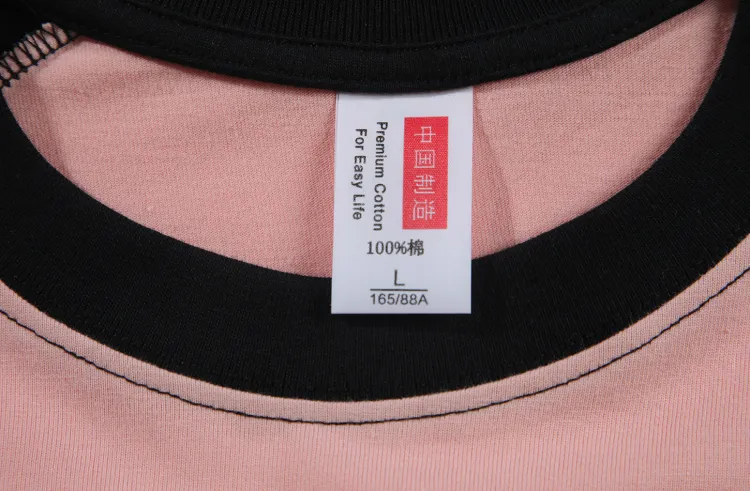 中国制造
Premium Cotton
For Easy Life
100%棉
L
165/88A